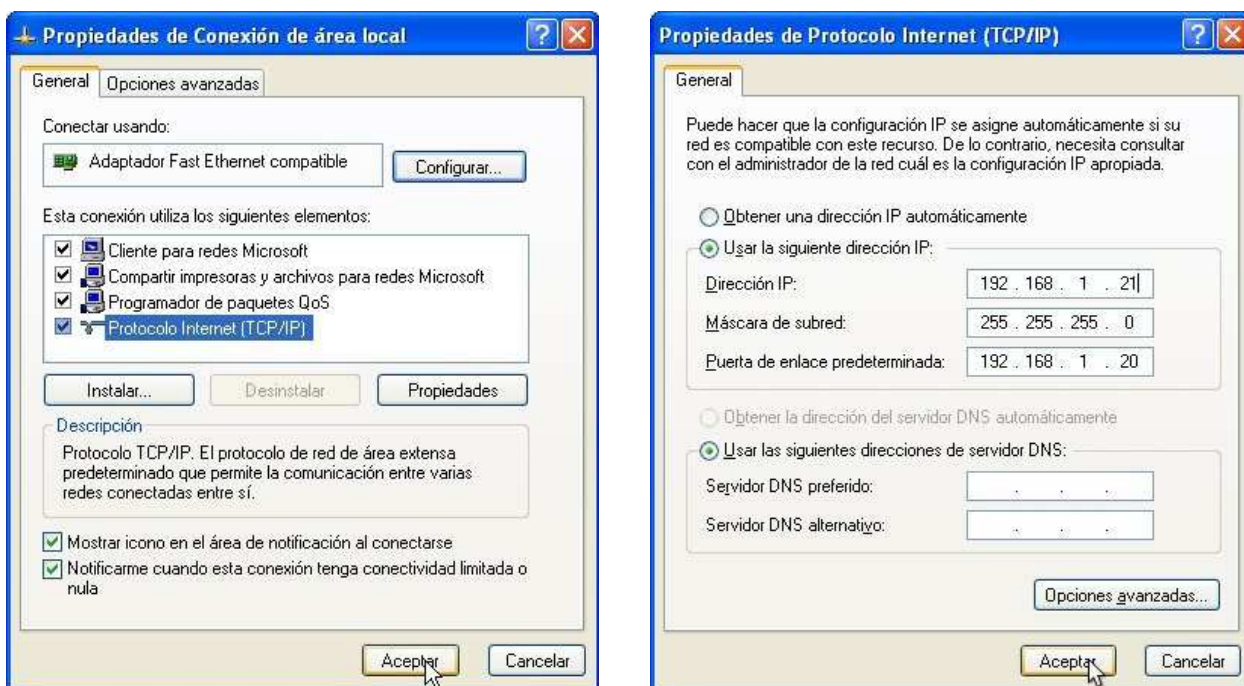 Propiedades de Conexión de área local
General
Opciones avanzadas
Conectar usando:
Adaptador Fast Ethernet compatible
Configurar...
Esta conexión utiliza los siguientes elementos:
Cliente para redes Microsoft
Compartir impresoras y archivos para redes Microsoft
Programador de paquetes QoS
Protocolo Internet (TCP/IP)
Instalar...
Desinstalar
Propiedades
Descripción
Protocolo TCP/IP. El protocolo de red de área extensa
predeterminado que permite la comunicación entre varias
redes conectadas entre sí.
Mostrar icono en el área de notificación al conectarse
Notificarme cuando esta conexión tenga conectividad limitada o
nula
Aceptar
Cancelar
Propiedades de Protocolo Internet (TCP/IP)
General
Puede hacer que la configuración IP se asigne automáticamente si su
red es compatible con este recurso. De lo contrario, necesita consultar
con el administrador de la red cuál es la configuración IP apropiada.
Obtener una dirección IP automáticamente
Usar la siguiente dirección IP:
Dirección IP: 192 . 168 . 1 . 21
Máscara de subred: 255 . 255 . 255 . 0
Puerta de enlace predeterminada: 192 . 168 . 1 . 20
Obtener la dirección del servidor DNS automáticamente
Usar las siguientes direcciones de servidor DNS:
Servidor DNS preferido: . . .
Servidor DNS alternativo: . . .
Opciones avanzadas...
Aceptar
Cancelar